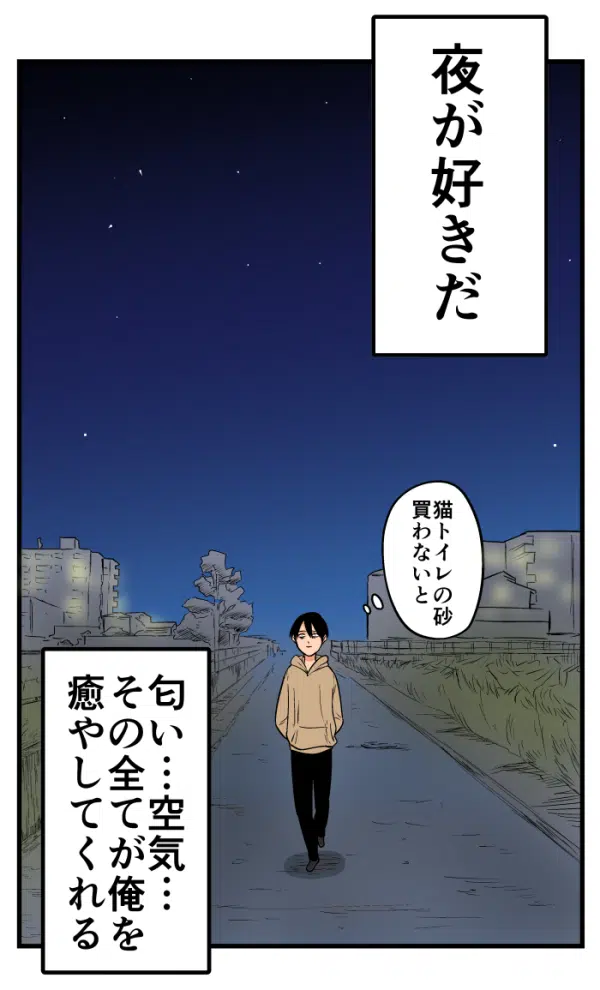 夜が好きだ
猫トイレの砂
買わないと
匂い…空気…
その全てが俺を
癒やしてくれる